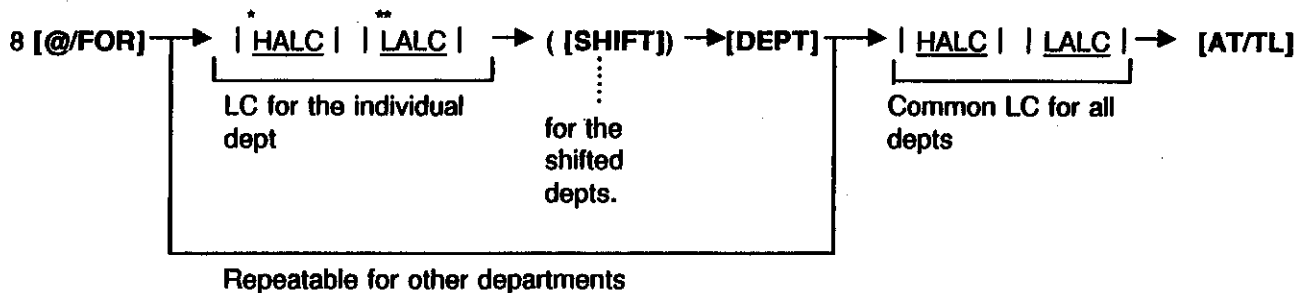 * **
8 [@/FOR] | HALC | | LALC | ( [SHIFT]) [DEPT] | HALC | | LALC | [AT/TL]
LC for the individual
dept
for the
shifted
depts.
Common LC for all
depts
Repeatable for other departments